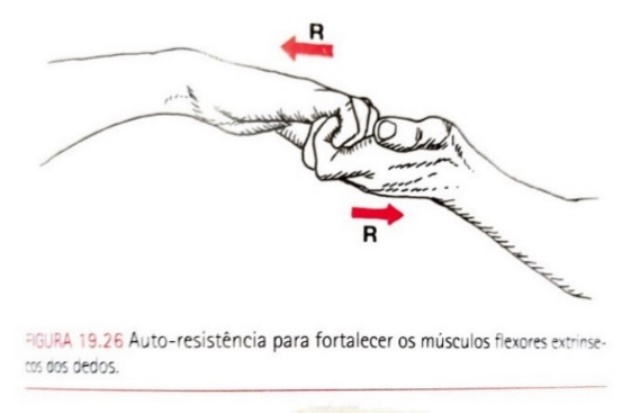 R
R
FIGURA 19.26 Auto-resistência para fortalecer os músculos flexores extrínse-
cos dos dedos.